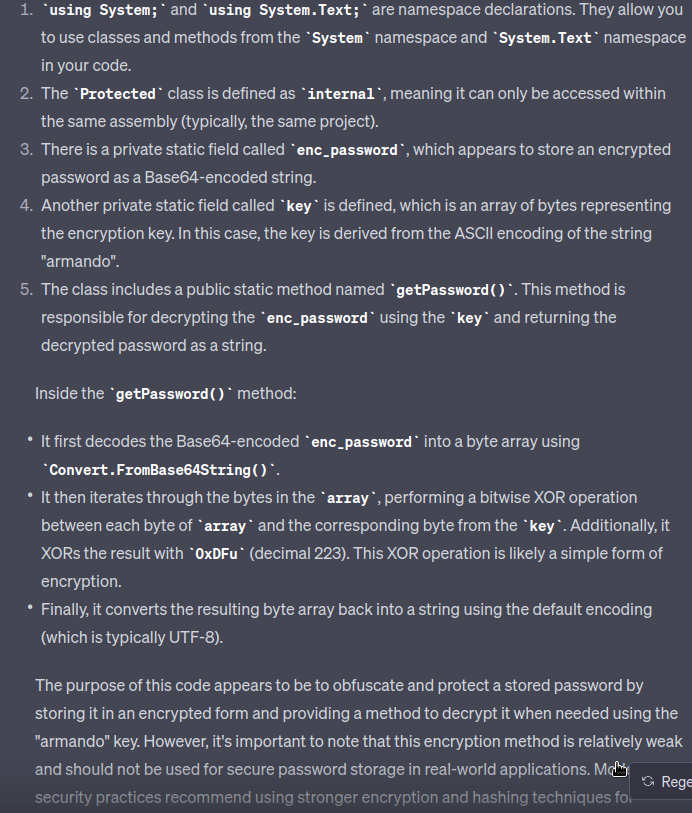 1. `using System;` and `using System.Text;` are namespace declarations. They allow you
to use classes and methods from the `System` namespace and `System.Text` namespace
in your code.
2. The `Protected` class is defined as `internal`, meaning it can only be accessed within
the same assembly (typically, the same project).
3. There is a private static field called `enc_password`, which appears to store an encrypted
password as a Base64-encoded string.
4. Another private static field called `key` is defined, which is an array of bytes representing
the encryption key. In this case, the key is derived from the ASCII encoding of the string
"armando".
5. The class includes a public static method named `getPassword()`. This method is
responsible for decrypting the `enc_password` using the `key` and returning the
decrypted password as a string.
Inside the `getPassword()` method:
• It first decodes the Base64-encoded `enc_password` into a byte array using
`Convert.FromBase64String()`.
• It then iterates through the bytes in the `array`, performing a bitwise XOR operation
between each byte of `array` and the corresponding byte from the `key`. Additionally, it
XORs the result with `0xDFu` (decimal 223). This XOR operation is likely a simple form of
encryption.
• Finally, it converts the resulting byte array back into a string using the default encoding
(which is typically UTF-8).
The purpose of this code appears to be to obfuscate and protect a stored password by
storing it in an encrypted form and providing a method to decrypt it when needed using the
"armando" key. However, it's important to note that this encryption method is relatively weak
and should not be used for secure password storage in real-world applications.
Rege
security practices recommend using stronger encryption and hashing techniques for